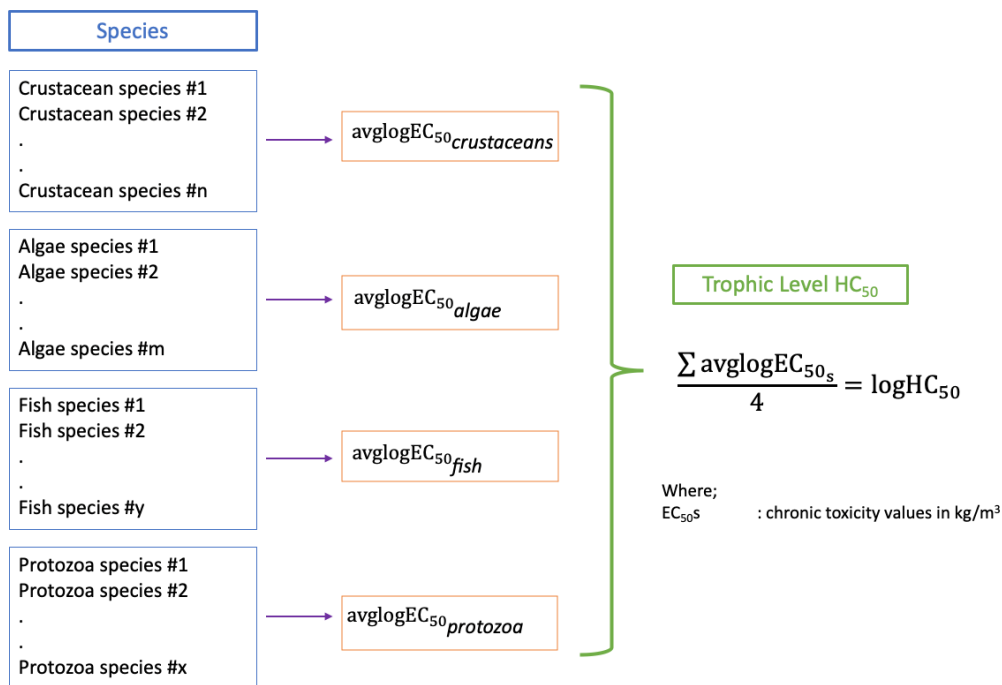 Species
Crustacean species #1
Crustacean species #2
.
.
Crustacean species #n
avglogEC₅₀crustaceans
Algae species #1
Algae species #2
.
.
Algae species #m
avglogEC₅₀algae
Fish species #1
Fish species #2
.
.
Fish species #y
avglogEC₅₀fish
Protozoa species #1
Protozoa species #2
.
.
Protozoa species #x
avglogEC₅₀protozoa
Trophic Level HC₅₀
∑ avglogEC₅₀ₛ
4
= logHC₅₀
Where;
EC₅₀s : chronic toxicity values in kg/m³